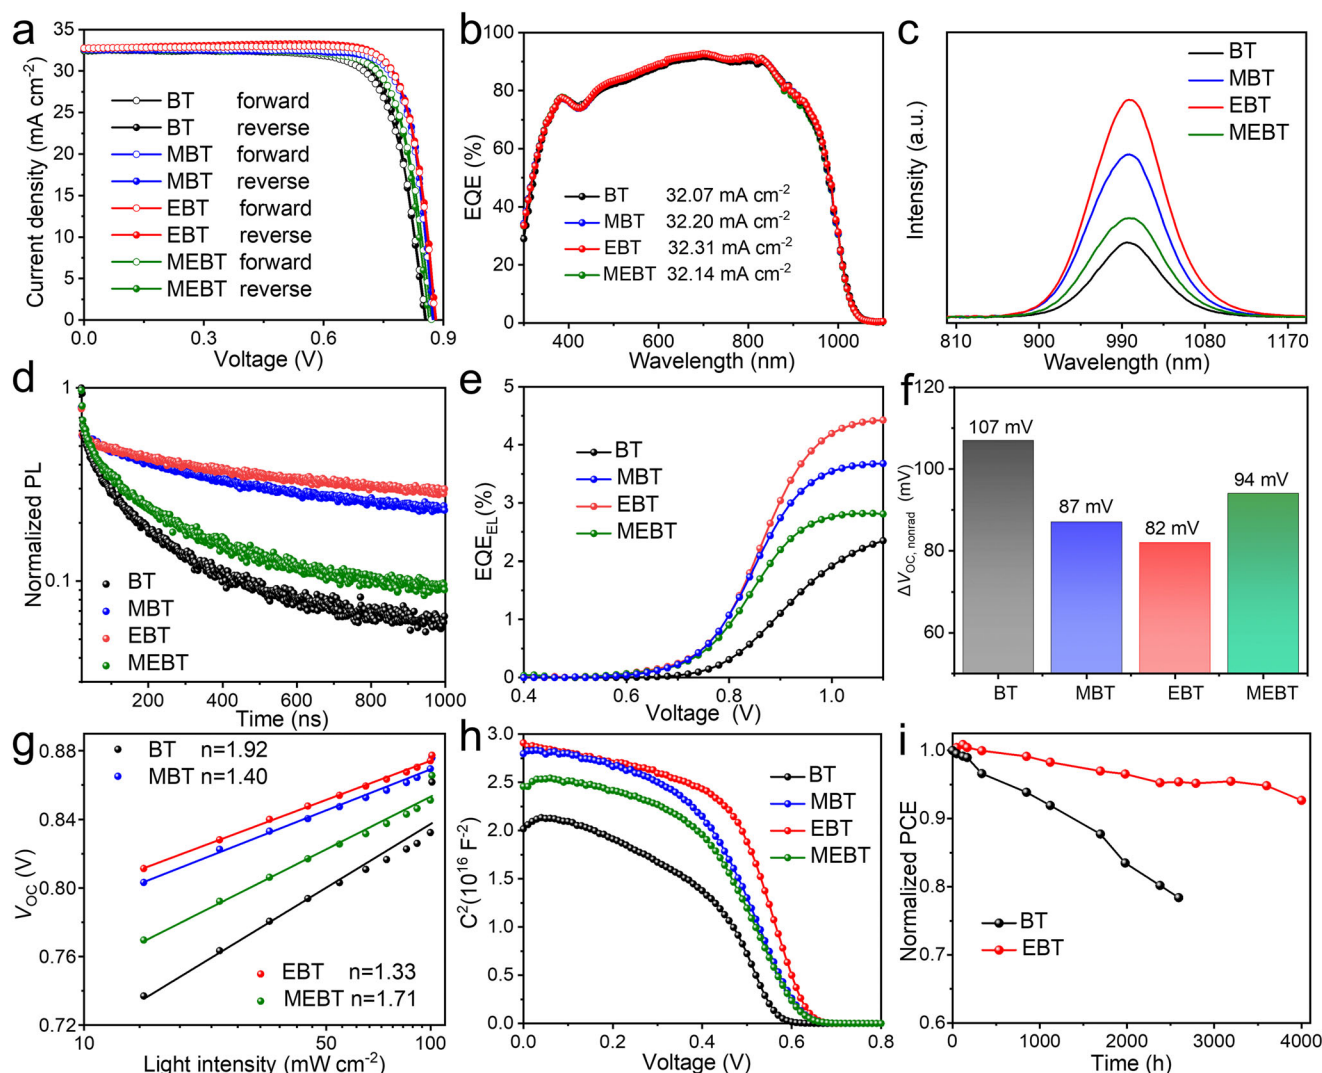 a
Current density (mA cm⁻²)
35
30
25
20
15
10
5
0
BT forward
BT reverse
MBT forward
MBT reverse
EBT forward
EBT reverse
MEBT forward
MEBT reverse
0.0 0.3 0.6 0.9
Voltage (V)
b
EQE (%)
100
80
60
40
20
0
BT 32.07 mA cm⁻²
MBT 32.20 mA cm⁻²
EBT 32.31 mA cm⁻²
MEBT 32.14 mA cm⁻²
400 600 800 1000
Wavelength (nm)
c
Intensity (a.u.)
BT
MBT
EBT
MEBT
810 900 990 1080 1170
Wavelength (nm)
d
Normalized PL
1
0.1
BT
MBT
EBT
MEBT
200 400 600 800 1000
Time (ns)
e
EQE_EL(%)
5
4
3
2
1
0
BT
MBT
EBT
MEBT
0.4 0.6 0.8 1.0
Voltage (V)
f
ΔV_OC, nonrad (mV)
120
100
80
60
107 mV
87 mV
82 mV
94 mV
BT MBT EBT MEBT
g
V_OC (V)
0.88
0.84
0.80
0.76
0.72
BT n=1.92
MBT n=1.40
EBT n=1.33
MEBT n=1.71
10 50 100
Light intensity (mW cm⁻²)
h
C²(10¹⁶ F⁻²)
3.0
2.5
2.0
1.5
1.0
0.5
0.0
BT
MBT
EBT
MEBT
0.0 0.2 0.4 0.6 0.8
Voltage (V)
i
Normalized PCE
1.0
0.9
0.8
0.7
0.6
BT
EBT
0 1000 2000 3000 4000
Time (h)